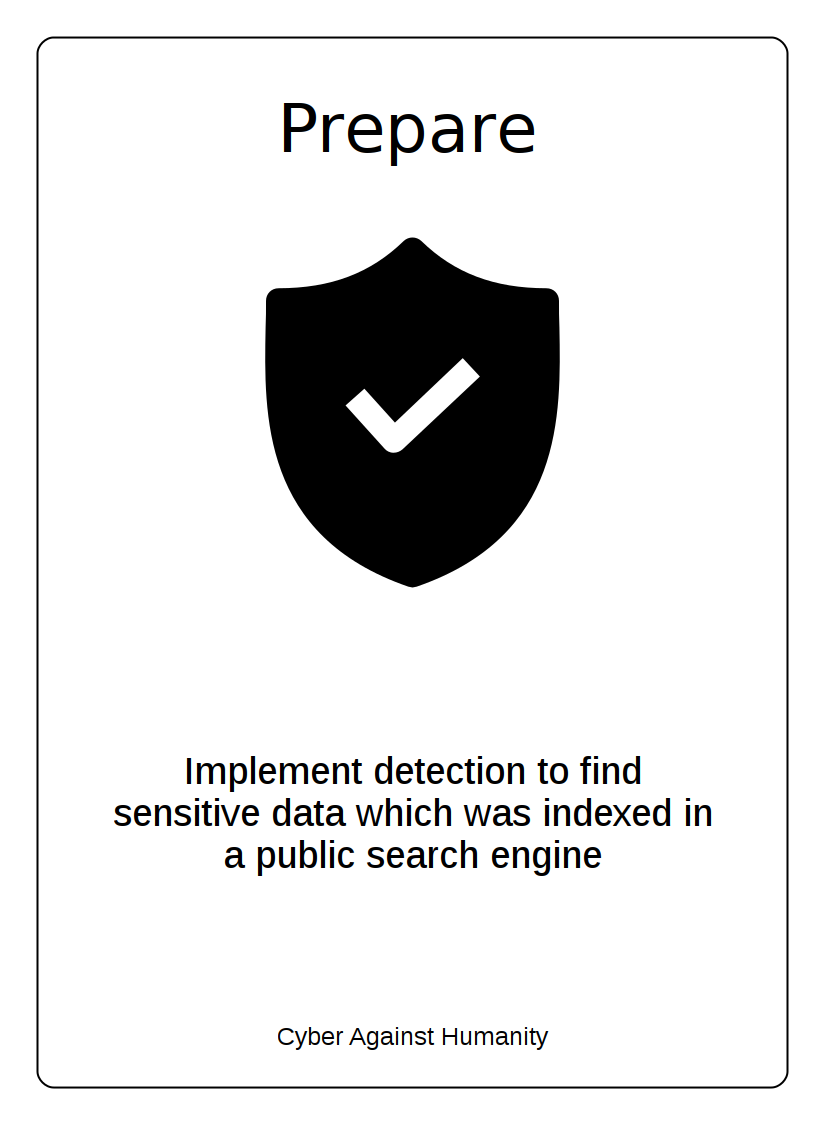 Prepare
Implement detection to find
sensitive data which was indexed in
a public search engine
Cyber Against Humanity